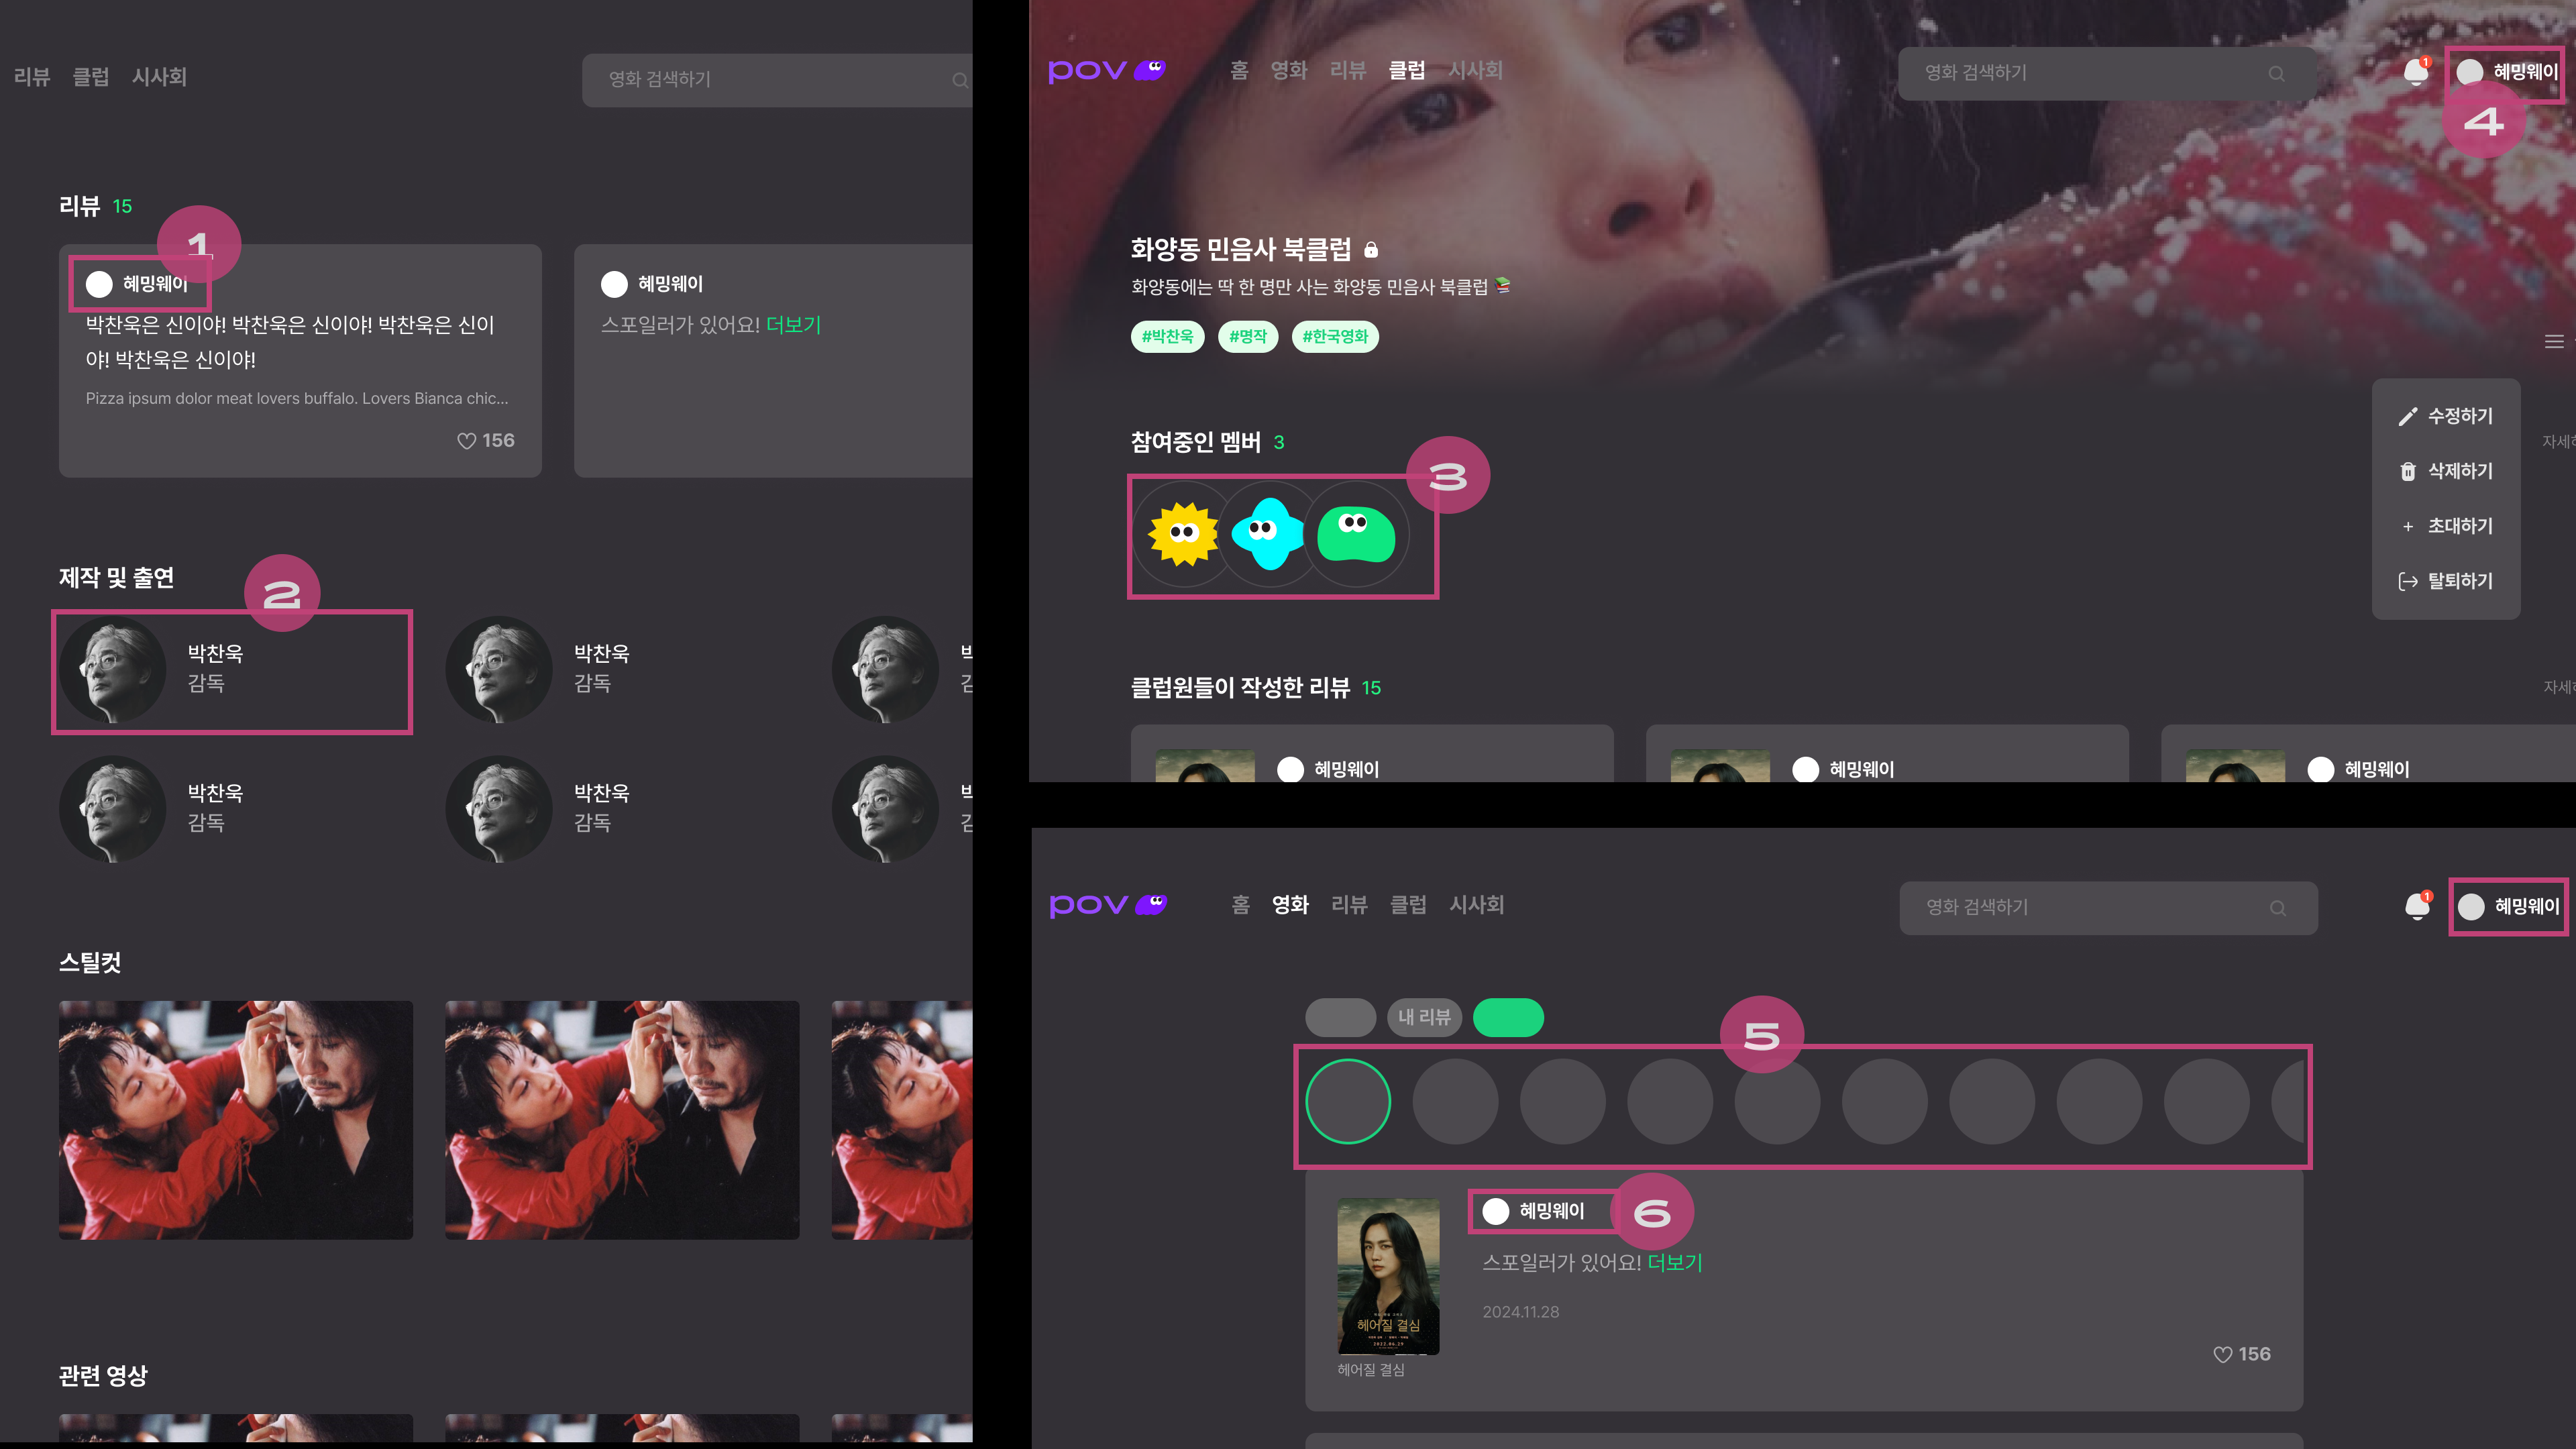 리뷰 클럽 시사회
영화 검색하기
리뷰 15
1
혜밍웨이
박찬욱은 신이야! 박찬욱은 신이야! 박찬욱은 신이
야! 박찬욱은 신이야!
Pizza ipsum dolor meat lovers buffalo. Lovers Bianca chic...
156
혜밍웨이
스포일러가 있어요! 더보기
제작 및 출연
2
박찬욱
감독
박찬욱
감독
박찬욱
감독
박찬욱
감독
스틸컷
관련 영상
pov
홈 영화 리뷰 클럽 시사회
영화 검색하기
1
혜밍웨이
4
화양동 민음사 북클럽
화양동에는 딱 한 명만 사는 화양동 민음사 북클럽 📚
#박찬욱 #명작 #한국영화
수정하기
삭제하기
초대하기
탈퇴하기
참여중인 멤버 3
3
클럽원들이 작성한 리뷰 15
혜밍웨이
혜밍웨이
혜밍웨이
pov
홈 영화 리뷰 클럽 시사회
영화 검색하기
1
혜밍웨이
내 리뷰
5
혜밍웨이
6
스포일러가 있어요! 더보기
2024.11.28
헤어질 결심
2022.06.29
헤어질 결심
156